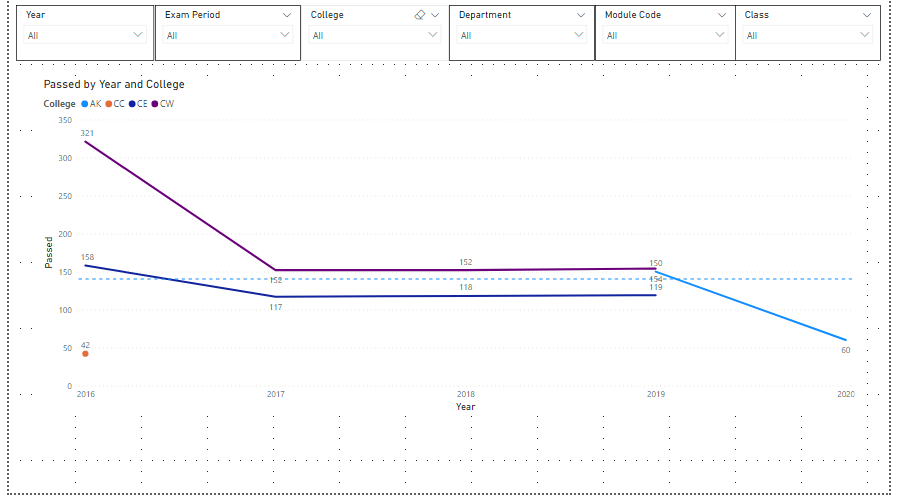 Year Exam Period College Department Module Code Class
All All All All All All
Passed by Year and College
College AK CC CE CW
350
321
300
250
200
158
152 150
150
152 154
118 119
117
100
60
50
42
0
Passed
2016 2017 2018 2019 2020
Year